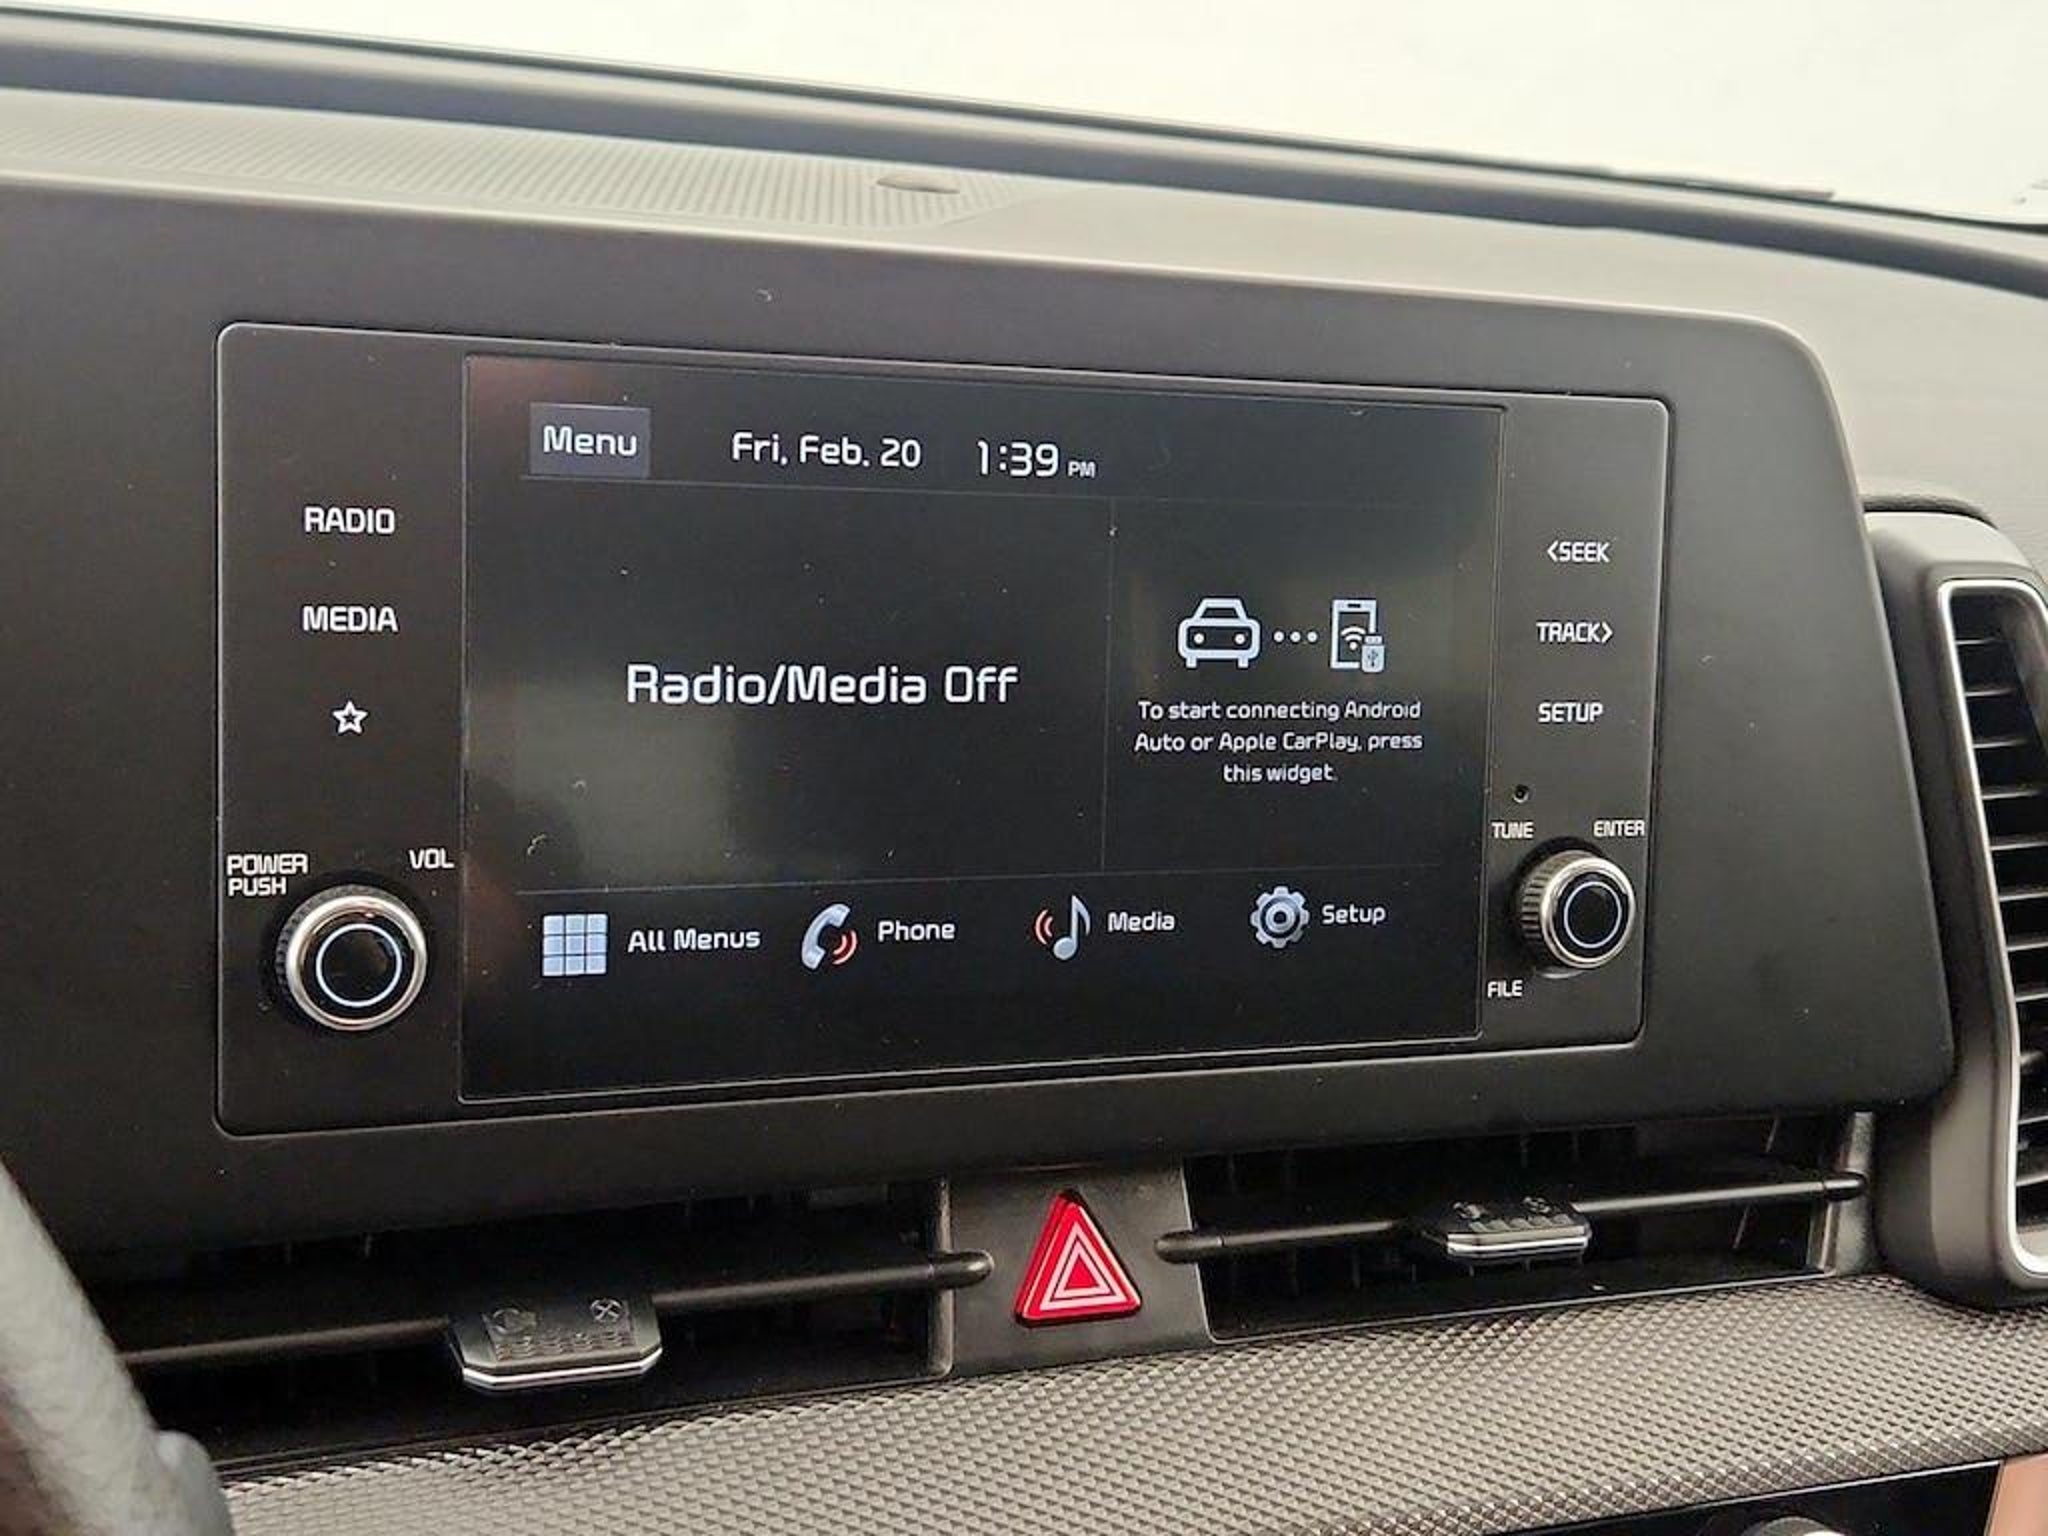 Menu
Fri, Feb. 20
1:39 PM
RADIO
MEDIA
POWER
PUSH
VOL
Radio/Media Off
To start connecting Android
Auto or Apple CarPlay, press
this widget.
All Menus
Phone
Media
Setup
<SEEK
TRACK>
SETUP
TUNE
ENTER
FILE